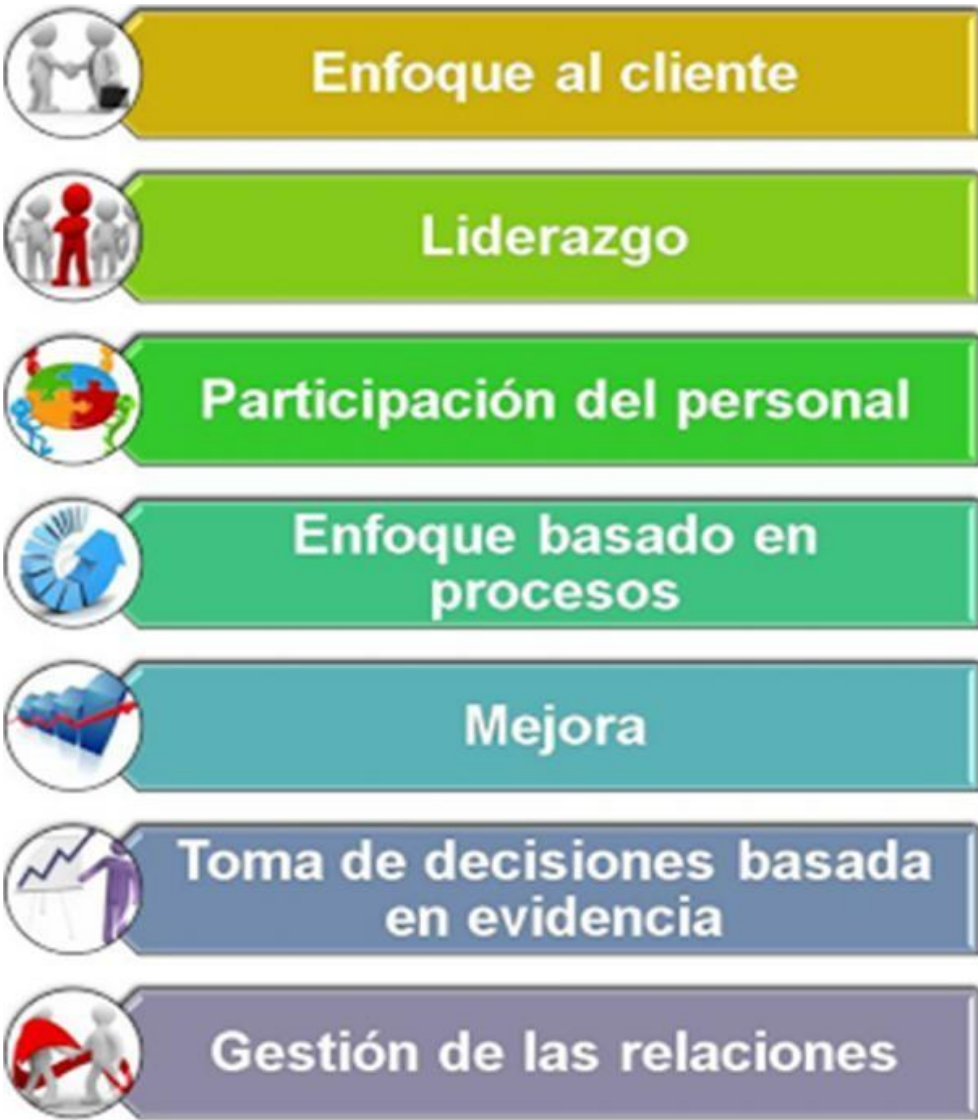 Enfoque al cliente
Liderazgo
Participación del personal
Enfoque basado en
procesos
Mejora
Toma de decisiones basada
en evidencia
Gestión de las relaciones